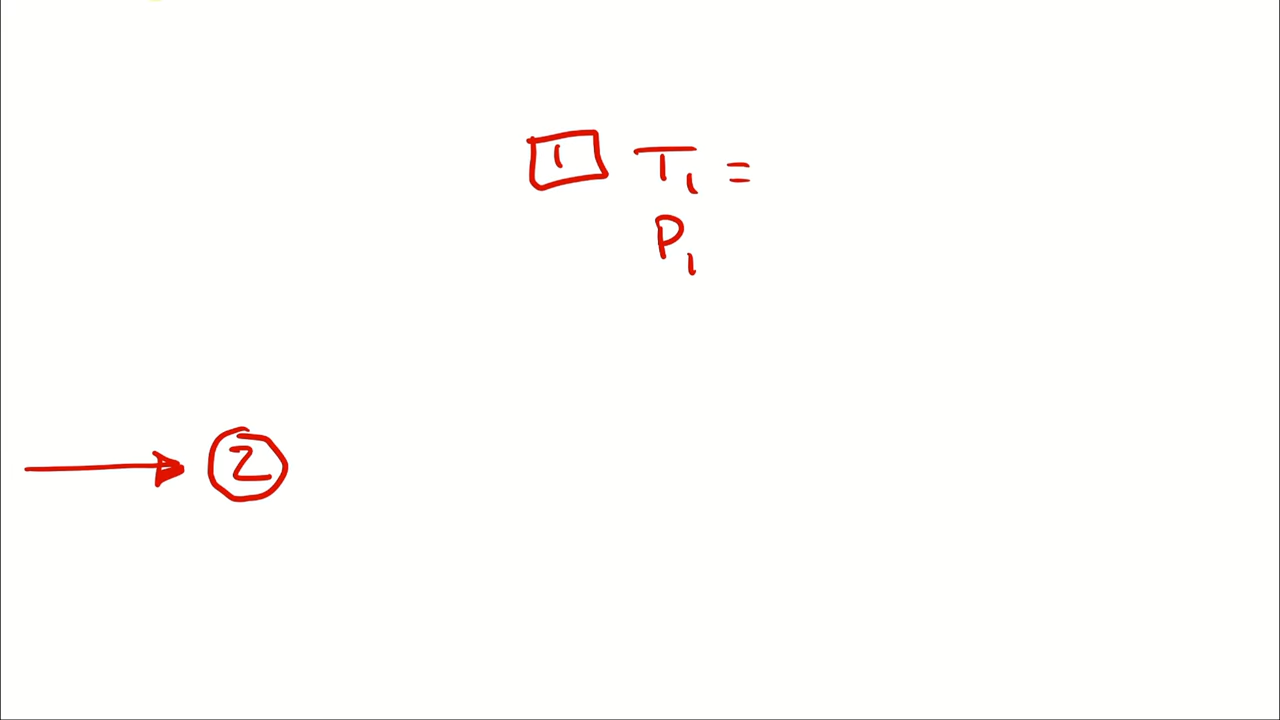 1 T₁ =
P₁
2